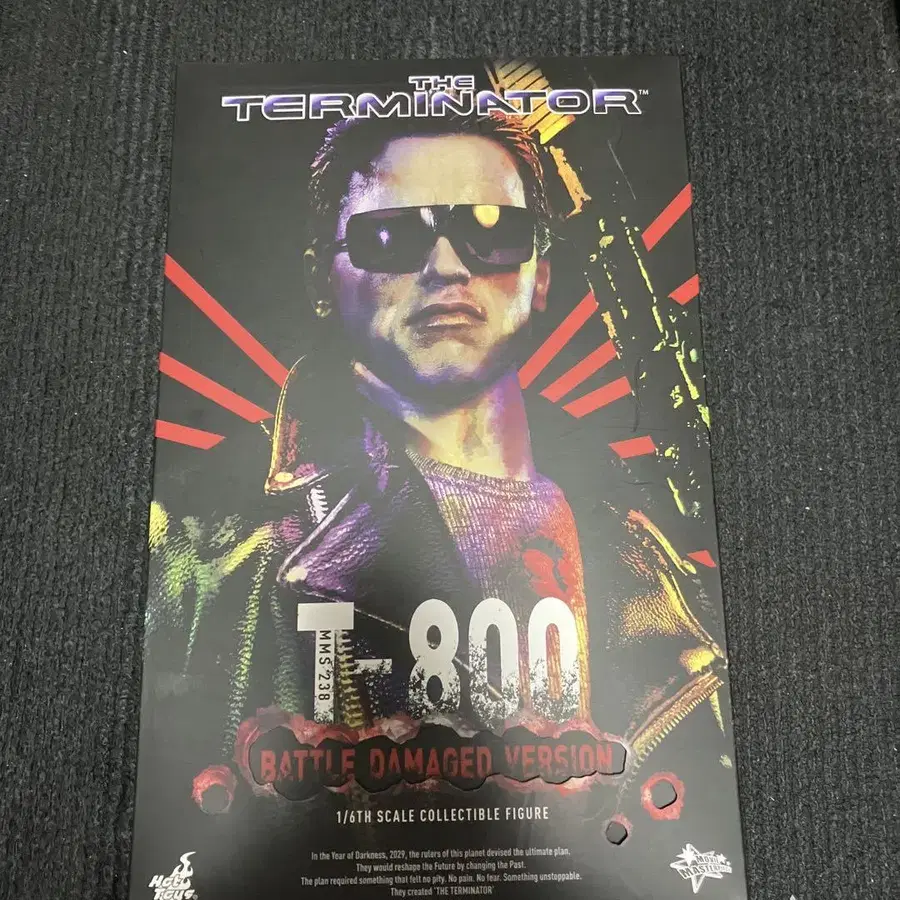 THE
TERMINATOR™
T-800
MMS 238
BATTLE DAMAGED VERSION
1/6TH SCALE COLLECTIBLE FIGURE
In the Year of Darkness, 2029, the rulers of this planet devised the ultimate plan.
They would reshape the Future by changing the Past.
The plan required something that felt no pity. No pain. No fear. Something unstoppable.
They created 'THE TERMINATOR'
Hot
Toys
MOVIE
MASTERPIECE